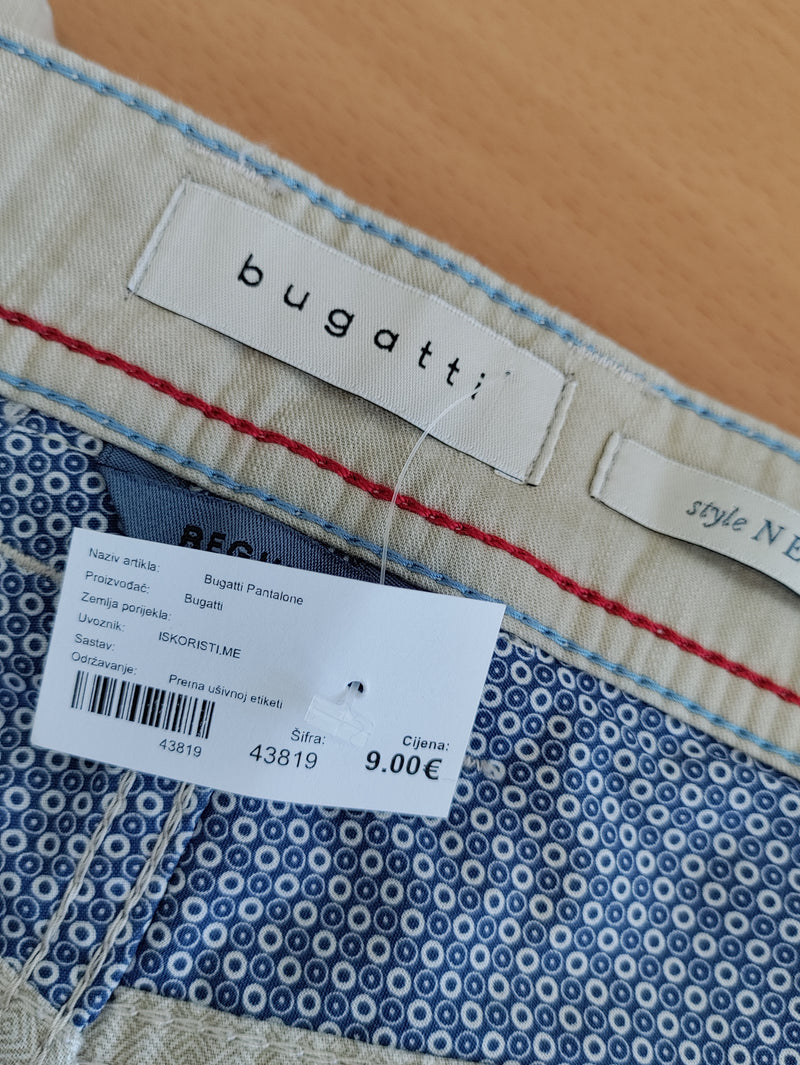 bugatti
style NE
REGU
Naziv artikla: Bugatti Pantalone
Proizvođač: Bugatti
Zemlja porijekla:
Uvoznik: ISKORISTI.ME
Sastav:
Održavanje: Prema ušivnoj etiketi
43819
Šifra: 43819
Cijena: 9.00€